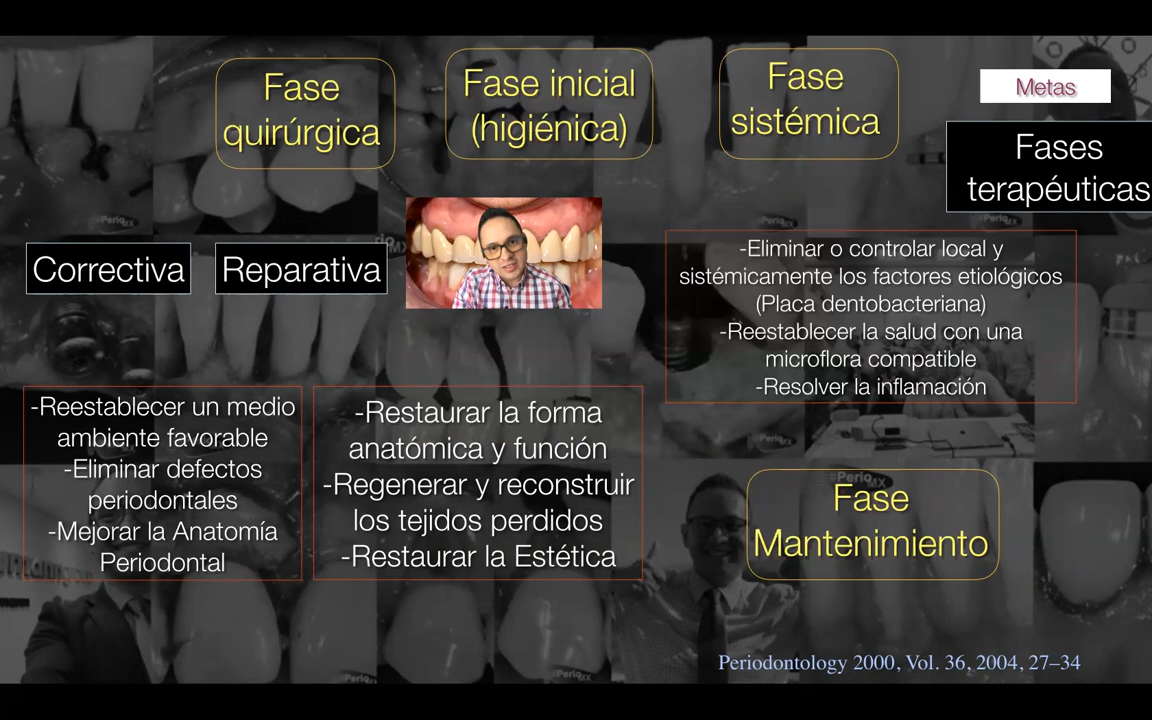 Fase
quirúrgica
Fase inicial
(higiénica)
Fase
sistémica
Metas
Fases
terapéuticas
Correctiva
Reparativa
-Eliminar o controlar local y
sistémicamente los factores etiológicos
(Placa dentobacteriana)
-Reestablecer la salud con una
microflora compatible
-Resolver la inflamación
-Reestablecer un medio
ambiente favorable
-Eliminar defectos
periodontales
-Mejorar la Anatomía
Periodontal
-Restaurar la forma
anatómica y función
-Regenerar y reconstruir
los tejidos perdidos
-Restaurar la Estética
Fase
Mantenimiento
Periodontology 2000, Vol. 36, 2004, 27–34